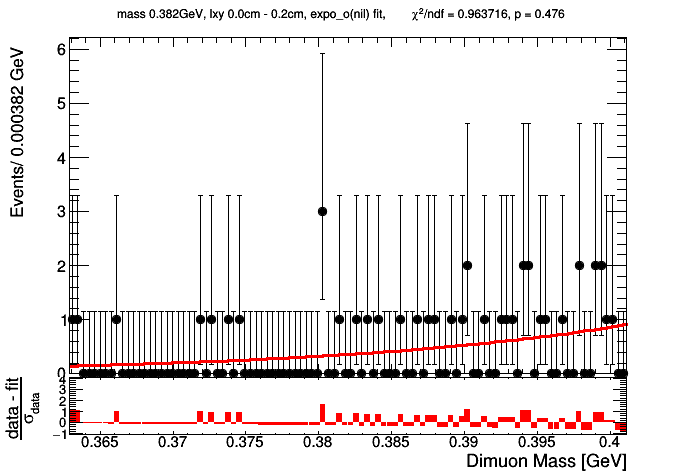 mass 0.382GeV, lxy 0.0cm - 0.2cm, expo_o(nil) fit, χ²/ndf = 0.963716, p = 0.476
Events/ 0.000382 GeV
6
5
4
3
2
1
0
data - fit
σdata
4
3
2
1
0
−1
0.365 0.37 0.375 0.38 0.385 0.39 0.395 0.4
Dimuon Mass [GeV]